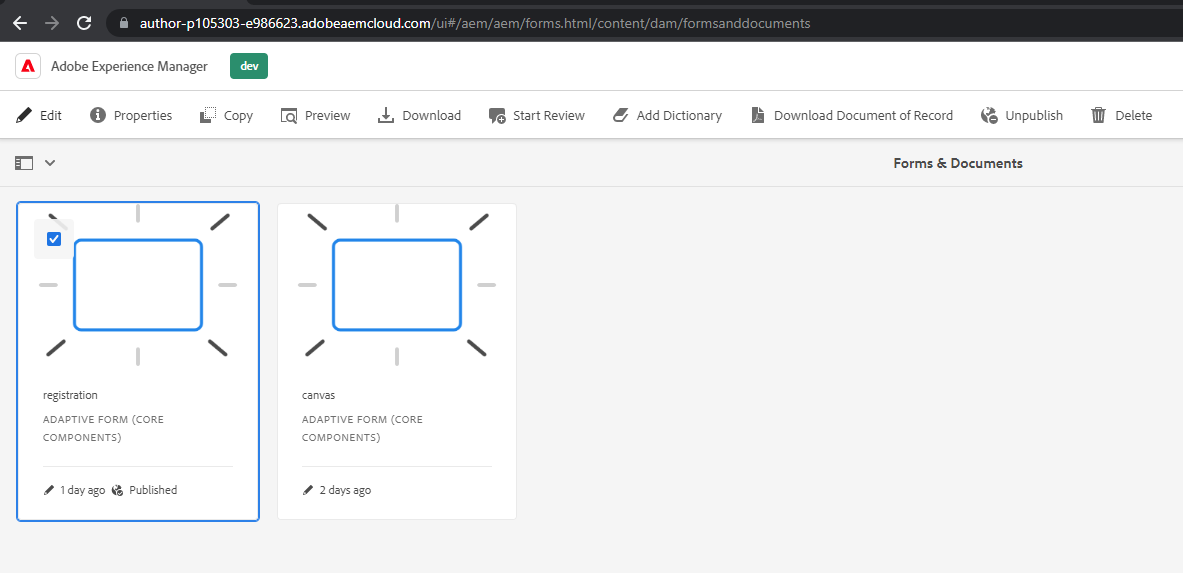 author-p105303-e986623.adobeaemcloud.com/ui#/aem/aem/forms.html/content/dam/formsanddocuments
Adobe Experience Manager dev
Edit Properties Copy Preview Download Start Review Add Dictionary Download Document of Record Unpublish Delete
Forms & Documents
registration
ADAPTIVE FORM (CORE
COMPONENTS)
1 day ago Published
canvas
ADAPTIVE FORM (CORE
COMPONENTS)
2 days ago